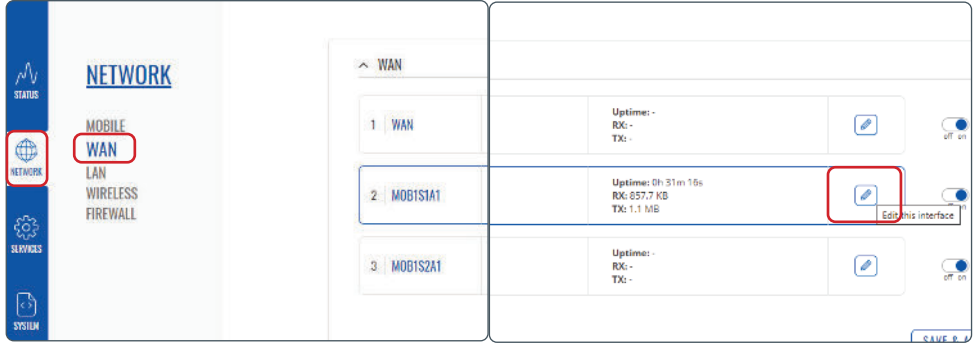 STATUS
NETWORK
SERVICES
SYSTEM
NETWORK
MOBILE
WAN
LAN
WIRELESS
FIREWALL
WAN
1 WAN
Uptime: -
RX: -
TX: -
off on
2 MOB1S1A1
Uptime: 0h 31m 16s
RX: 857.7 KB
TX: 1.1 MB
on
Edit this interface
3 MOB1S2A1
Uptime: -
RX: -
TX: -
off on
SAVE &